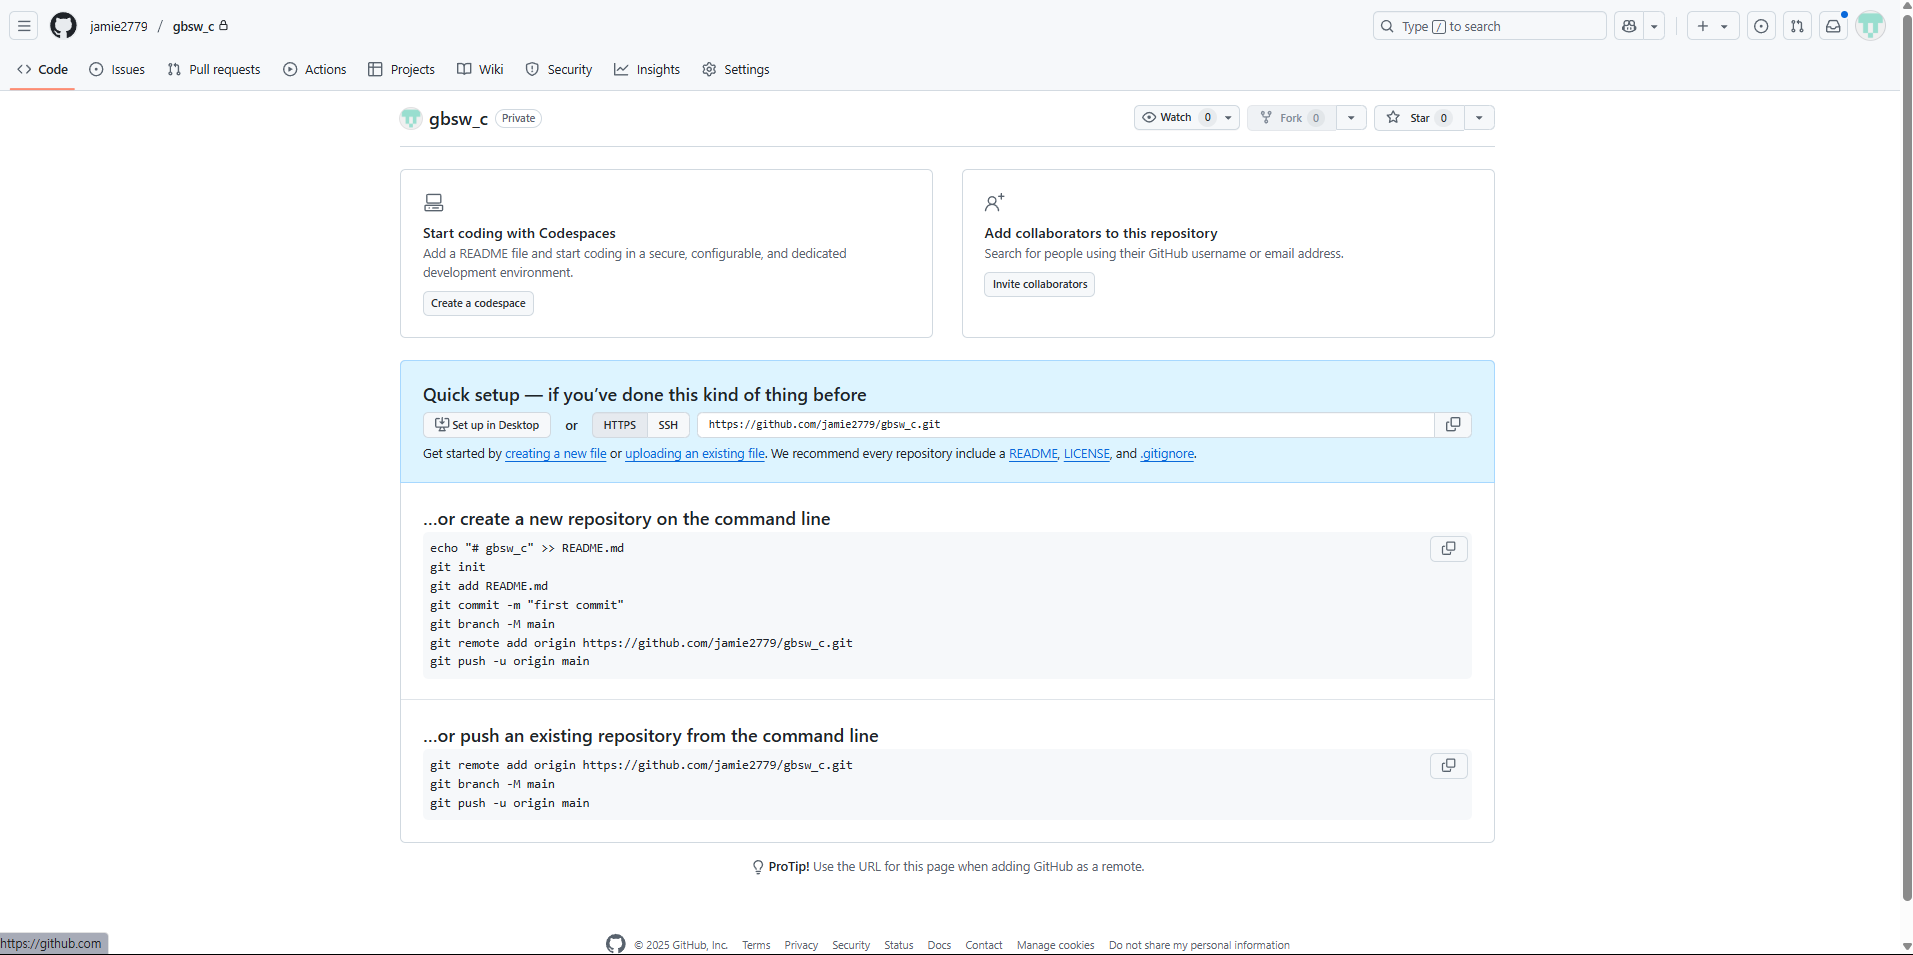 jamie2779 / gbsw_c
Type / to search
Code Issues Pull requests Actions Projects Wiki Security Insights Settings
gbsw_c Private
Watch 0 Fork 0 Star 0
Start coding with Codespaces
Add a README file and start coding in a secure, configurable, and dedicated
development environment.
Create a codespace
Add collaborators to this repository
Search for people using their GitHub username or email address.
Invite collaborators
Quick setup — if you’ve done this kind of thing before
Set up in Desktop or HTTPS SSH https://github.com/jamie2779/gbsw_c.git
Get started by creating a new file or uploading an existing file. We recommend every repository include a README, LICENSE, and .gitignore.
…or create a new repository on the command line
echo "# gbsw_c" >> README.md
git init
git add README.md
git commit -m "first commit"
git branch -M main
git remote add origin https://github.com/jamie2779/gbsw_c.git
git push -u origin main
…or push an existing repository from the command line
git remote add origin https://github.com/jamie2779/gbsw_c.git
git branch -M main
git push -u origin main
ProTip! Use the URL for this page when adding GitHub as a remote.
https://github.com
© 2025 GitHub, Inc. Terms Privacy Security Status Docs Contact Manage cookies Do not share my personal information